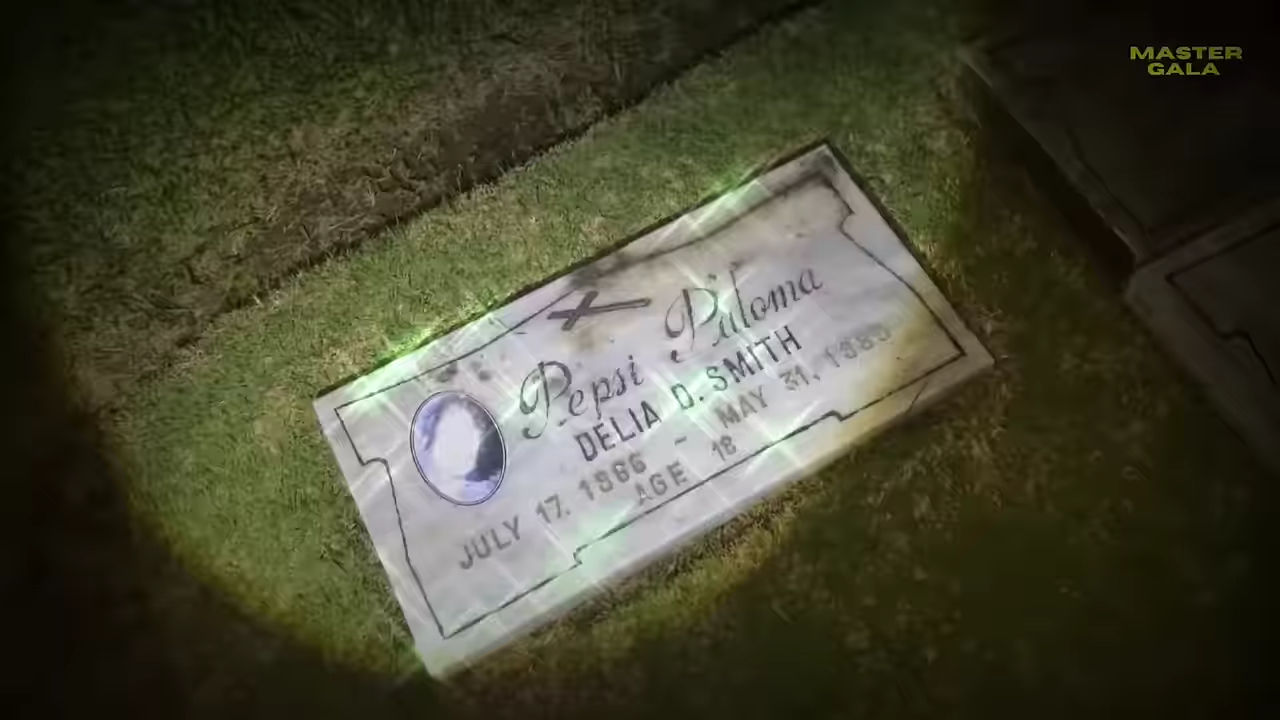 MASTER
GALA
Pepsi Paloma
DELIA D. SMITH
JULY 17, 1966 - MAY 31, 1985
AGE 18